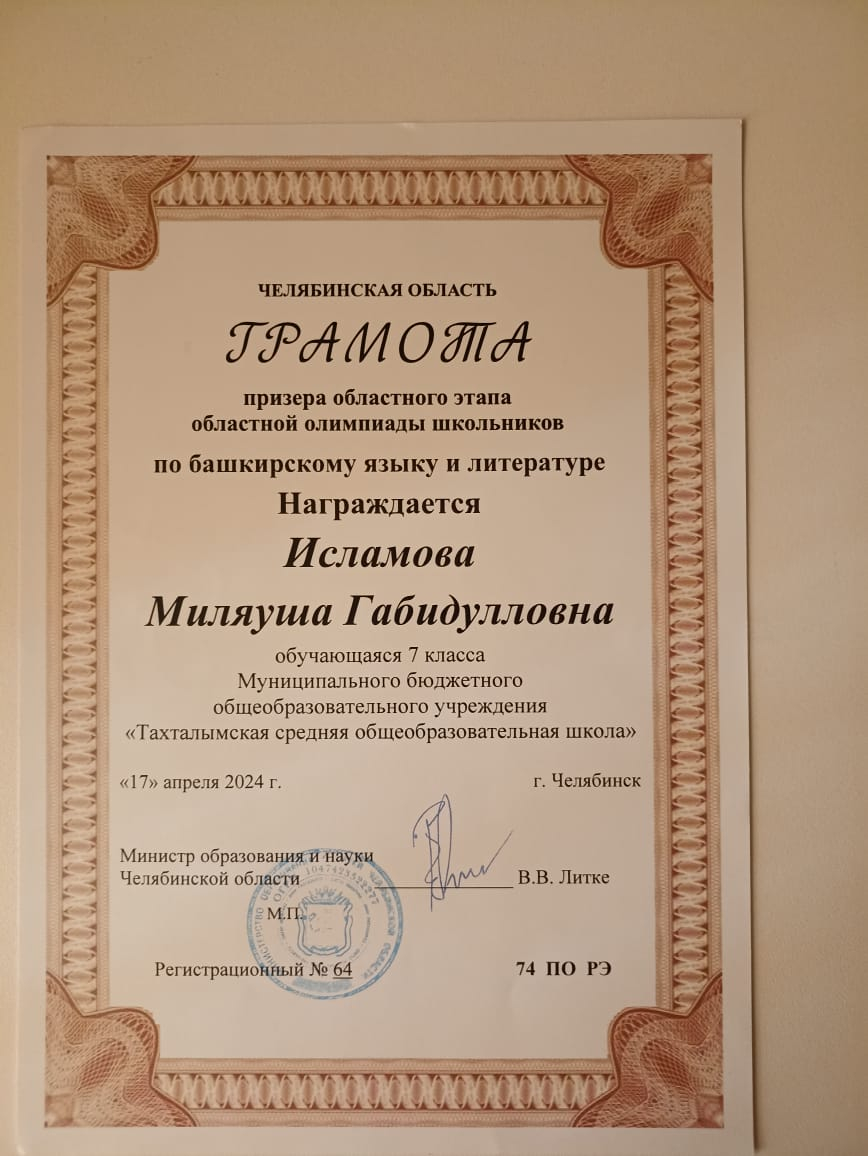 ЧЕЛЯБИНСКАЯ ОБЛАСТЬ
ГРАМОТА
призера областного этапа
областной олимпиады школьников
по башкирскому языку и литературе
Награждается
Исламова
Миляуша Габидулловна
обучающаяся 7 класса
Муниципального бюджетного
общеобразовательного учреждения
«Тахталымская средняя общеобразовательная школа»
«17» апреля 2024 г. г. Челябинск
Министр образования и науки
Челябинской области В.В. Литке
М.П.
Регистрационный № 64 74 ПО РЭ